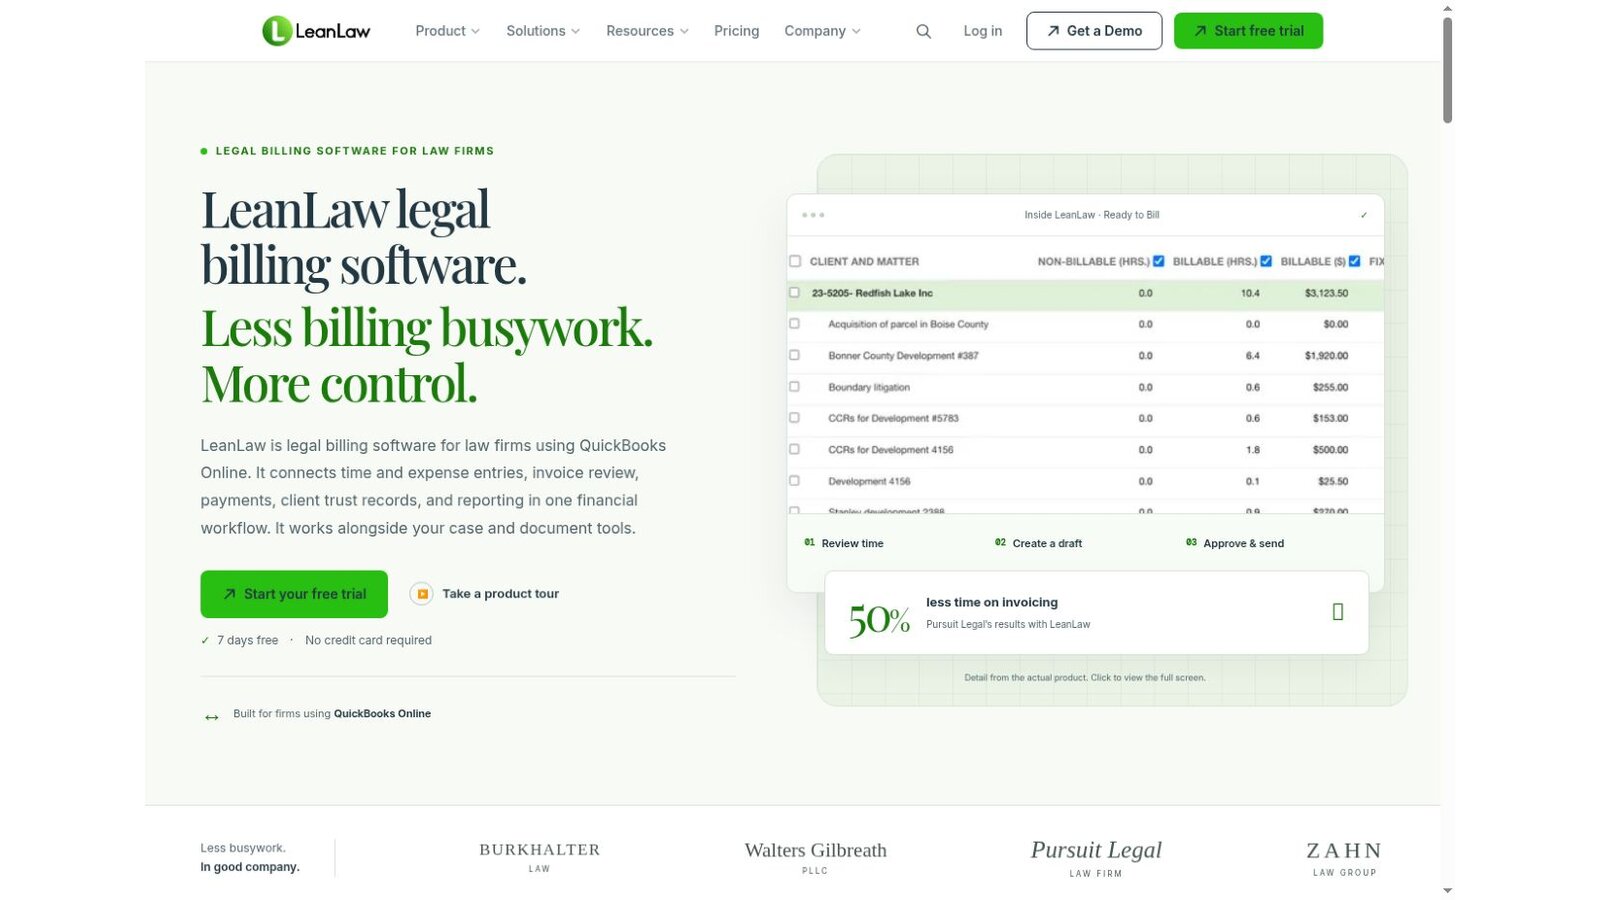 LeanLaw
Product
Solutions
Resources
Pricing
Company
Log in
Get a Demo
Start free trial
LEGAL BILLING SOFTWARE FOR LAW FIRMS
LeanLaw legal
billing software.
Less billing busywork.
More control.
LeanLaw is legal billing software for law firms using QuickBooks
Online. It connects time and expense entries, invoice review,
payments, client trust records, and reporting in one financial
workflow. It works alongside your case and document tools.
Start your free trial
Take a product tour
✓ 7 days free · No credit card required
↔ Built for firms using QuickBooks Online
Inside LeanLaw · Ready to Bill ✓
CLIENT AND MATTER NON-BILLABLE (HRS.) BILLABLE (HRS.) BILLABLE ($) FIX
23-5205- Redfish Lake Inc 0.0 10.4 $3,123.50
Acquisition of parcel in Boise County 0.0 0.0 $0.00
Bonner County Development #387 0.0 6.4 $1,920.00
Boundary litigation 0.0 0.6 $255.00
CCRs for Development #5783 0.0 0.6 $153.00
CCRs for Development 4156 0.0 1.8 $500.00
Development 4156 0.0 0.1 $25.50
Stanley development 2388 0.0 0.9 $270.00
01 Review time
02 Create a draft
03 Approve & send
50% less time on invoicing
Pursuit Legal's results with LeanLaw
Detail from the actual product. Click to view the full screen.
Less busywork.
In good company.
BURKHALTER
LAW
Walters Gilbreath
PLLC
Pursuit Legal
LAW FIRM
ZAHN
LAW GROUP